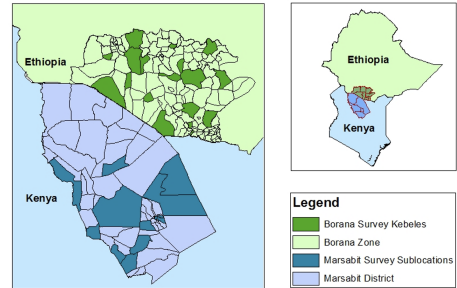 Ethiopia
Kenya
Ethiopia
Kenya
Legend
Borana Survey Kebeles
Borana Zone
Marsabit Survey Sublocations
Marsabit District